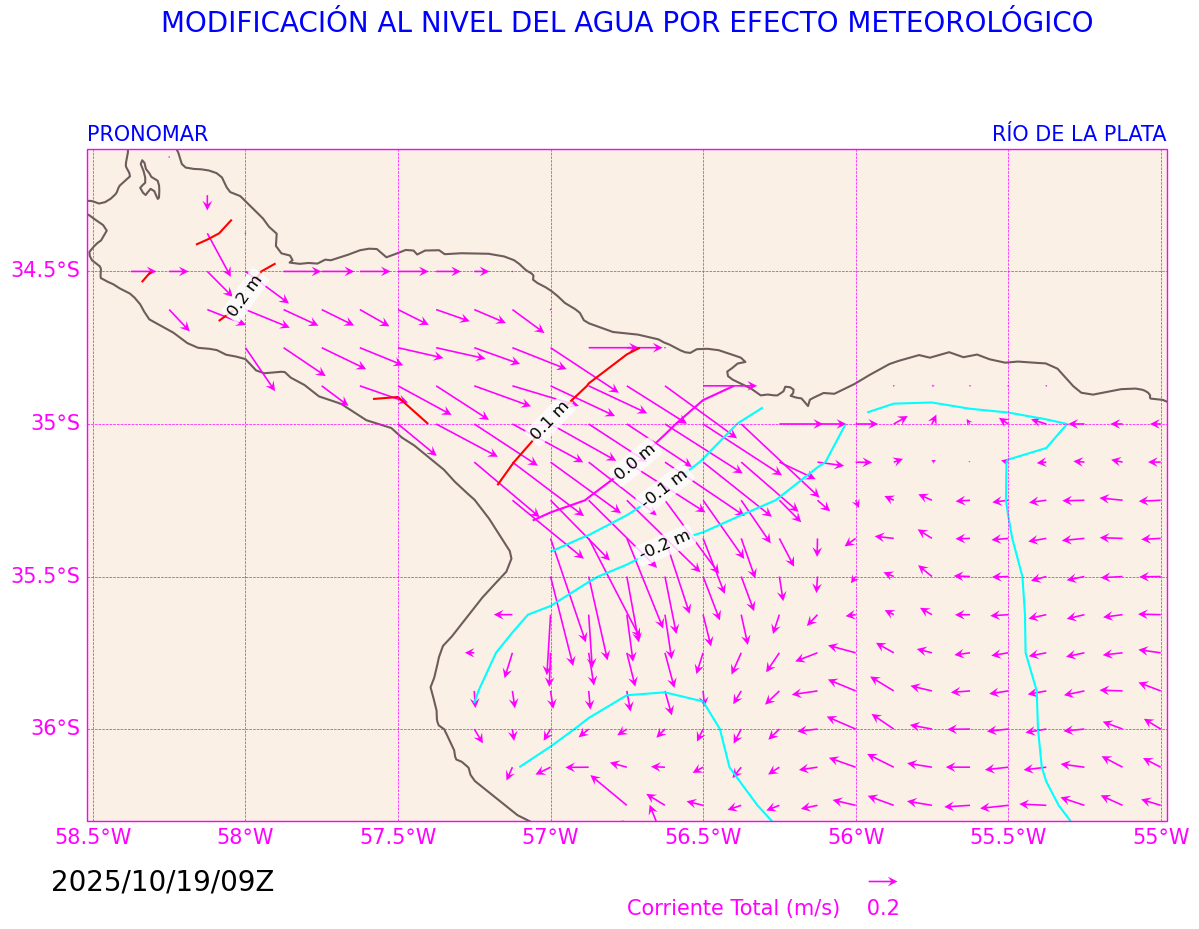 MODIFICACIÓN AL NIVEL DEL AGUA POR EFECTO METEOROLÓGICO
PRONOMAR RÍO DE LA PLATA
34.5°S
0.2 m
35°S
0.1 m
0.0 m
-0.1 m
-0.2 m
35.5°S
36°S
58.5°W 58°W 57.5°W 57°W 56.5°W 56°W 55.5°W 55°W
2025/10/19/09Z
Corriente Total (m/s) 0.2